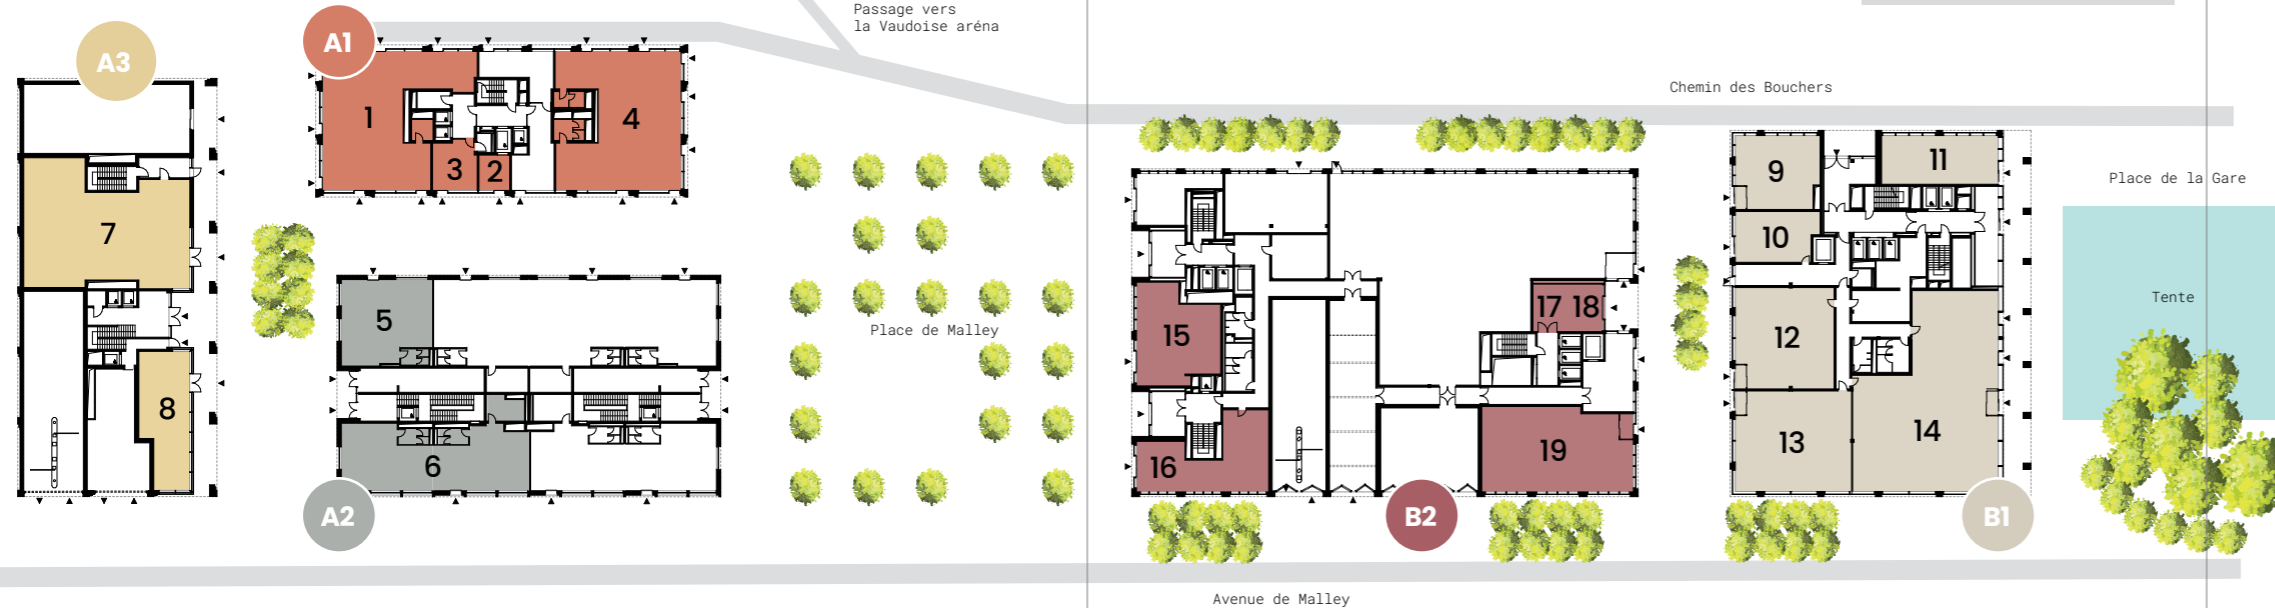 Passage vers
la Vaudoise aréna
A3
A1
1
4
3
2
7
8
5
6
A2
Place de Malley
Chemin des Bouchers
15
16
17 18
19
B2
9
10
11
12
13
14
B1
Place de la Gare
Tente
Avenue de Malley